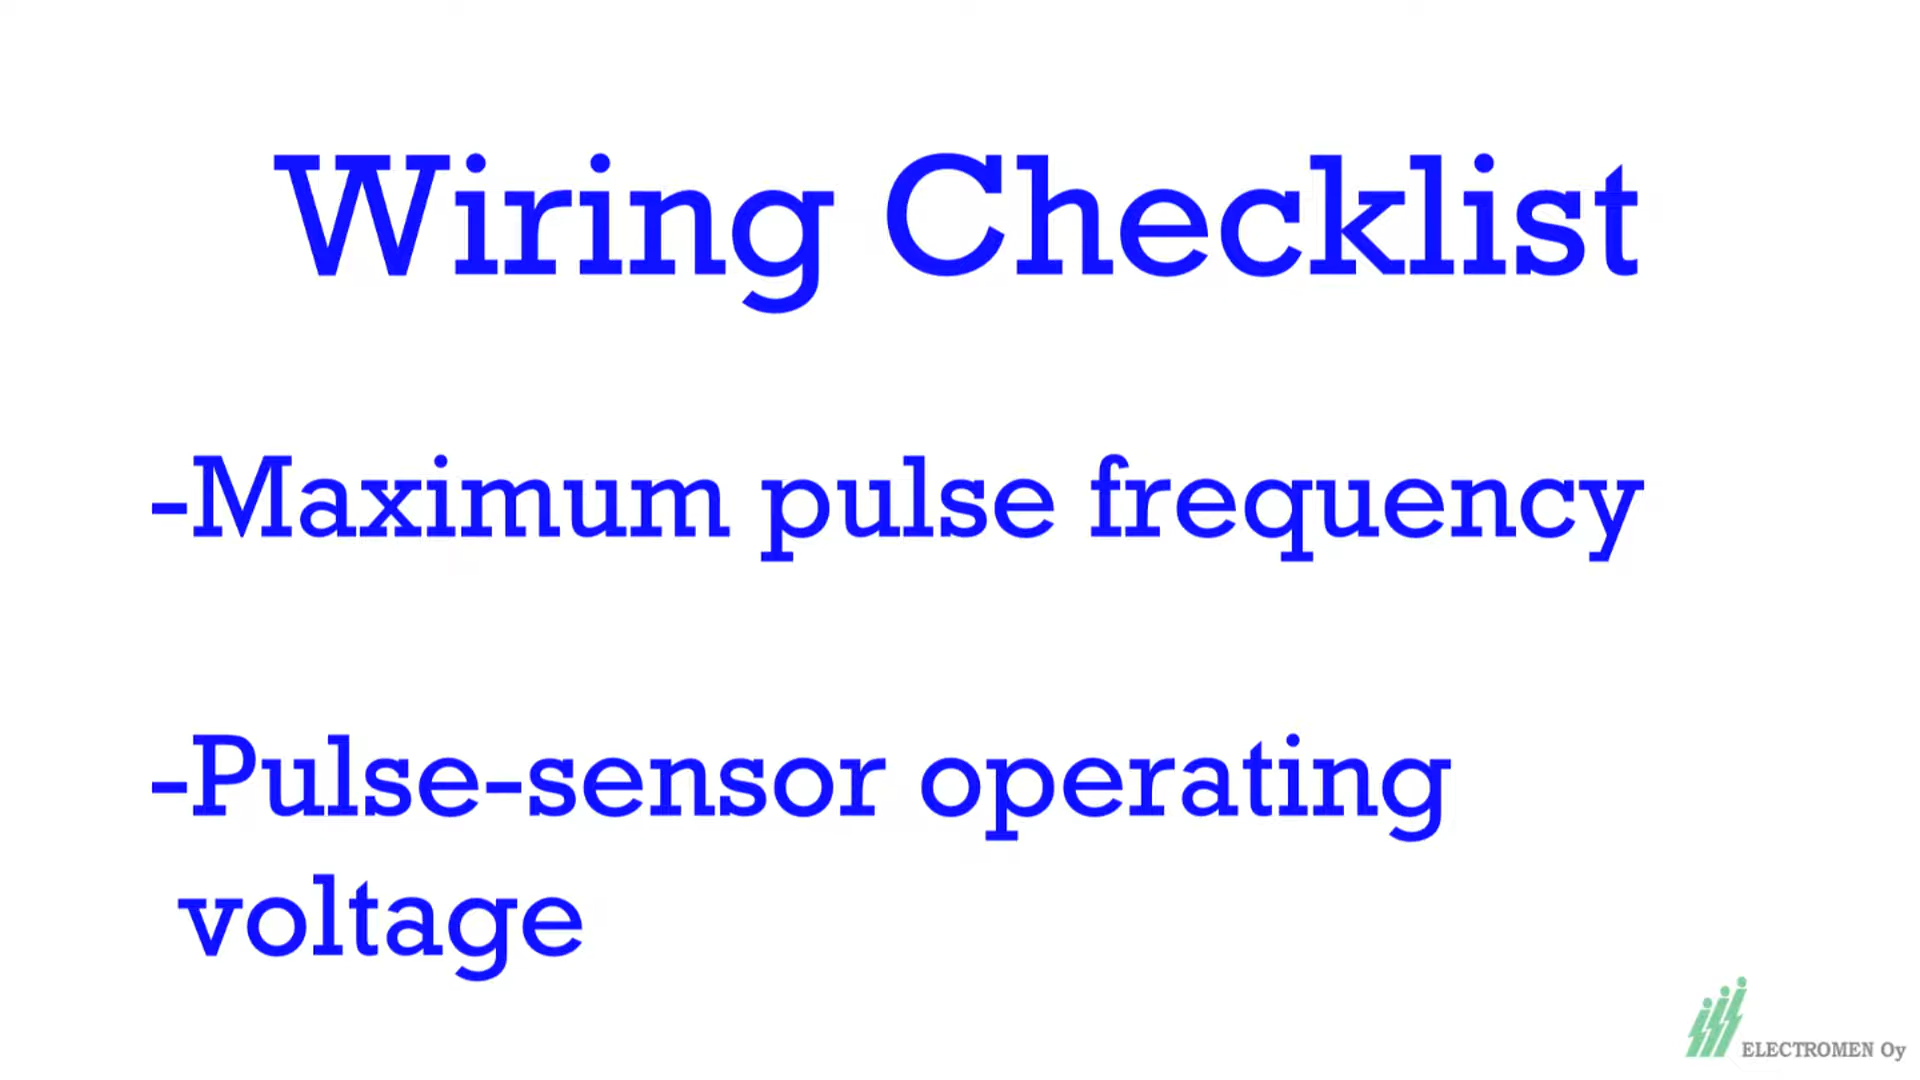 Wiring Checklist
-Maximum pulse frequency
-Pulse-sensor operating
voltage
ELECTROMEN Oy